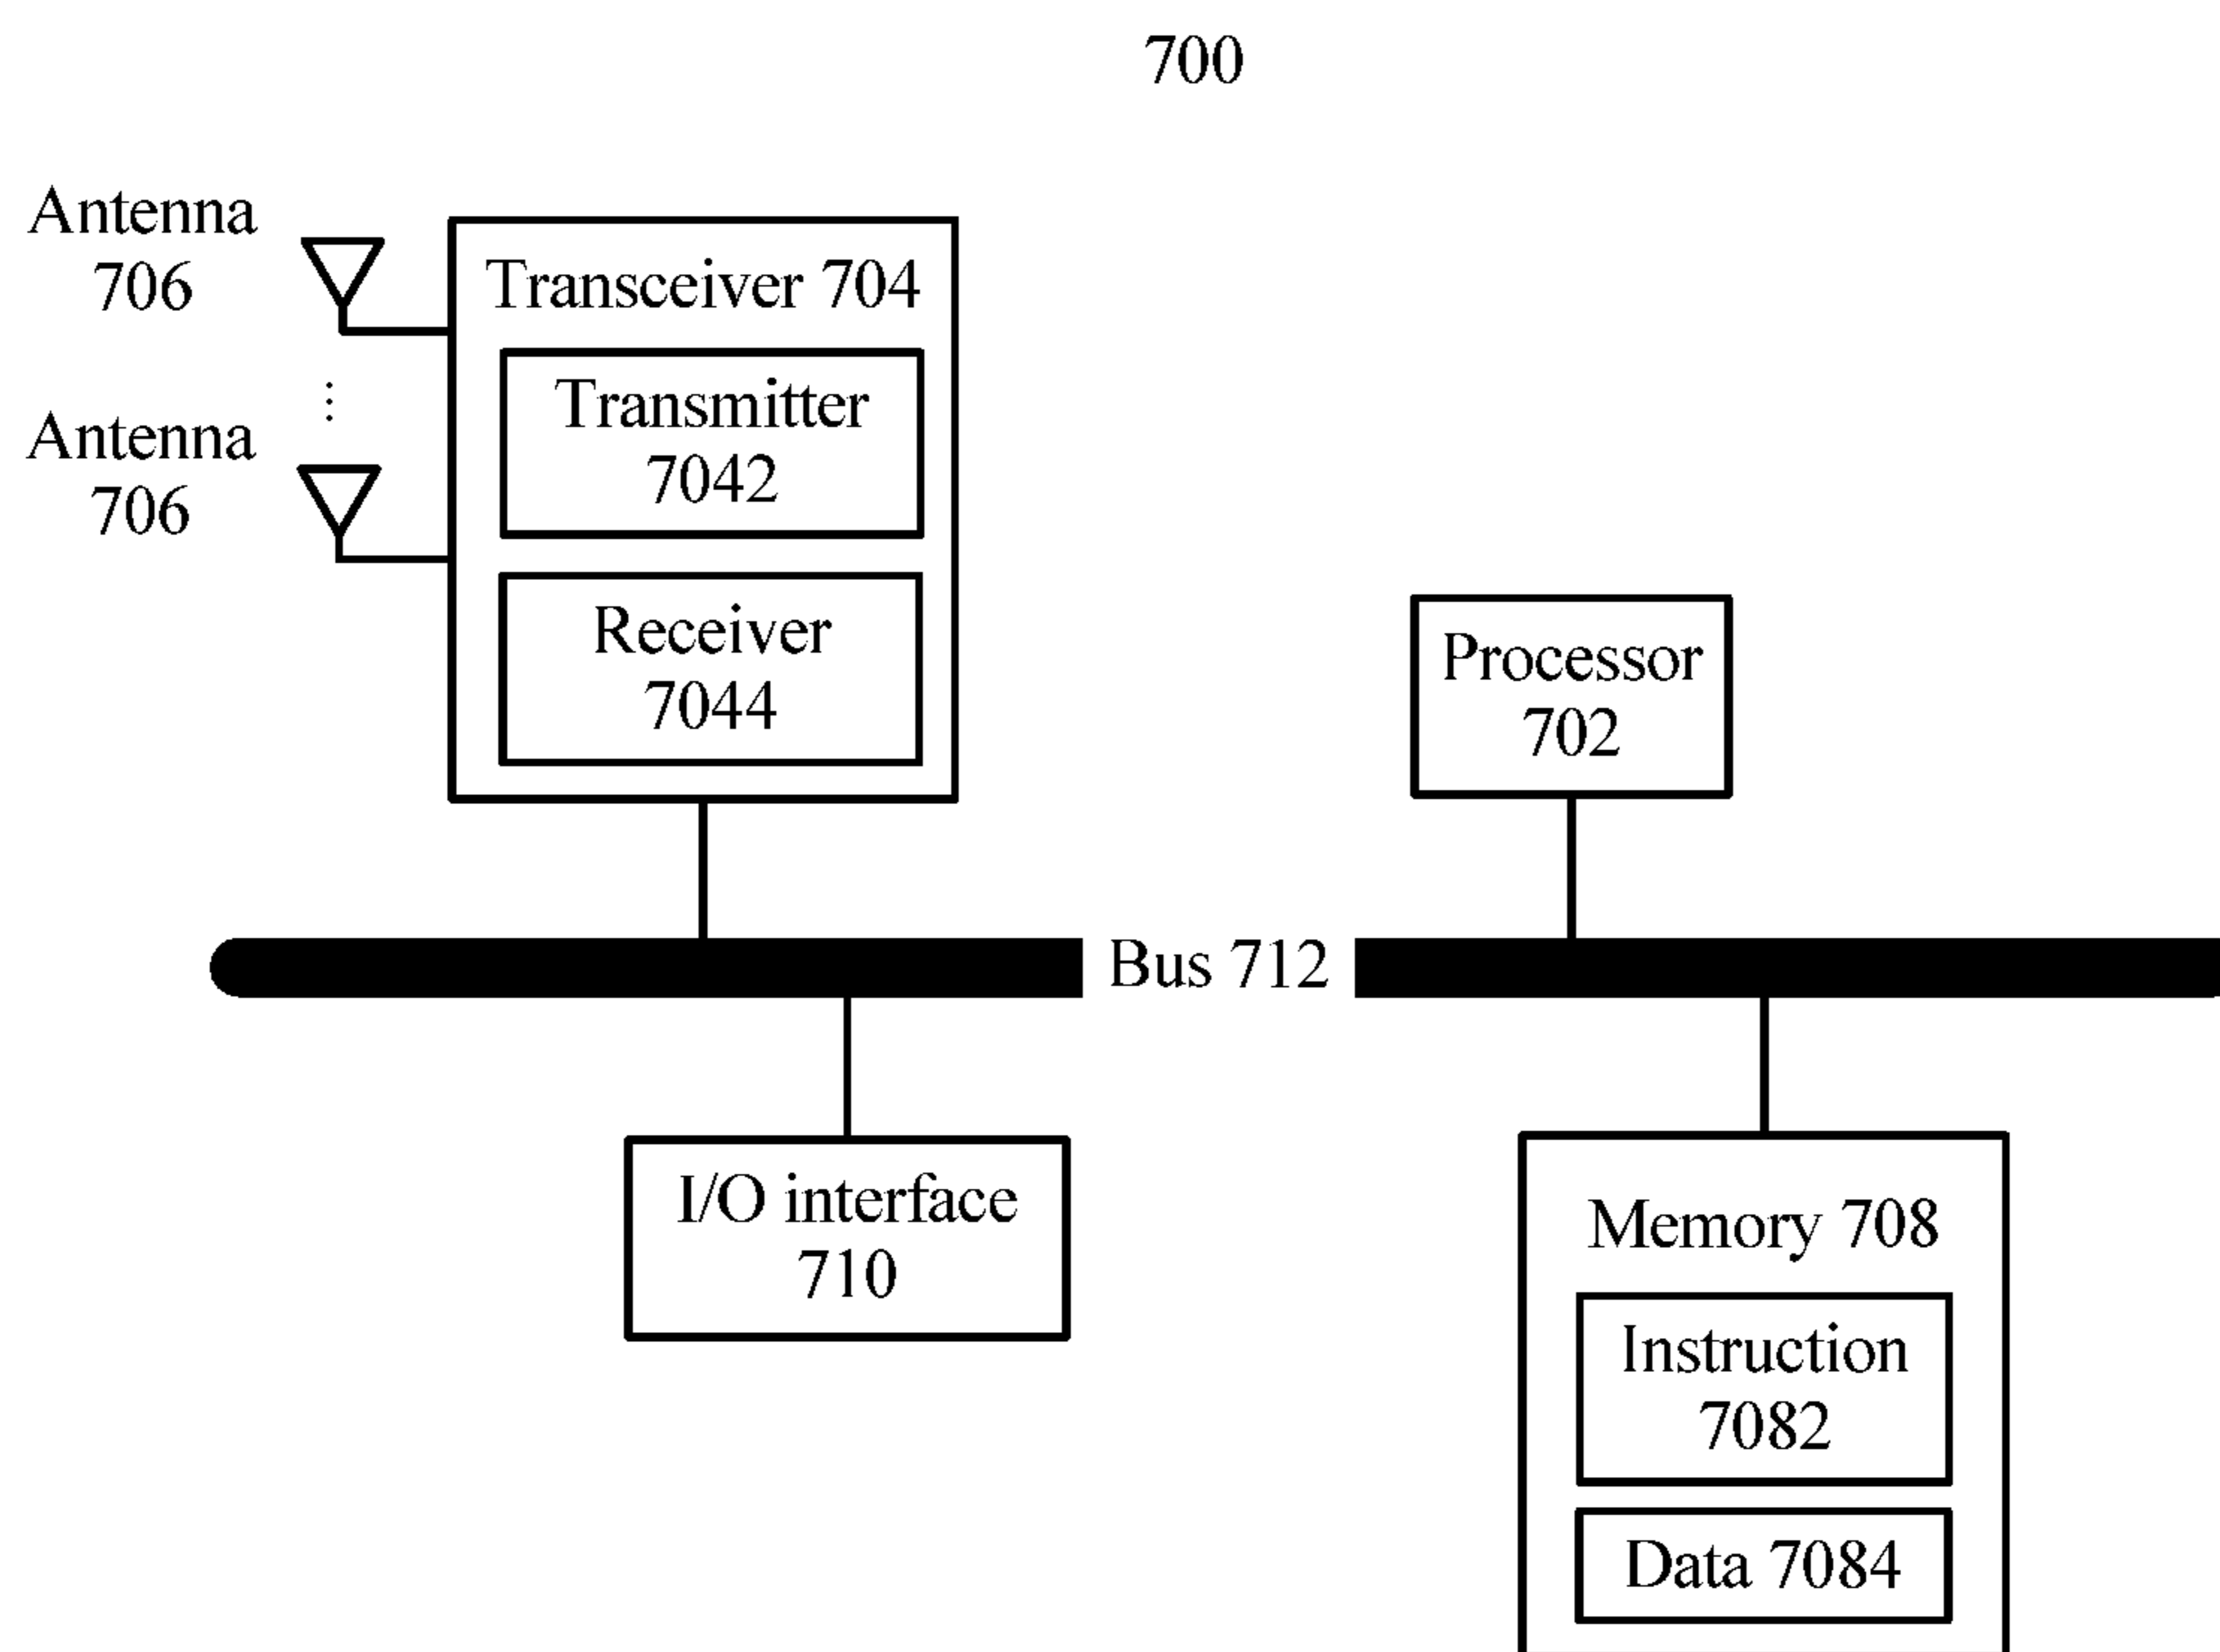 700
Antenna
706
Transceiver 704
Transmitter
7042
Antenna
706
Receiver
7044
Processor
702
Bus 712
I/O interface
710
Memory 708
Instruction
7082
Data 7084